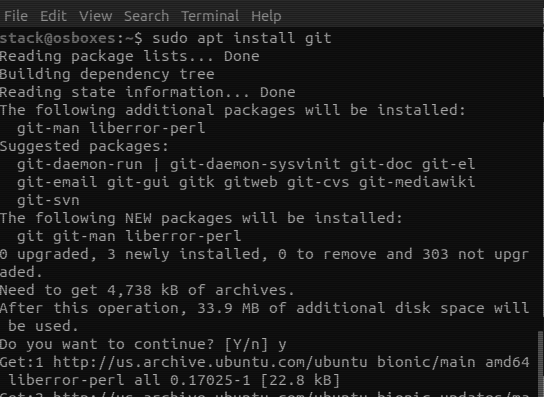 File Edit View Search Terminal Help
stack@osboxes:~$ sudo apt install git
Reading package lists... Done
Building dependency tree
Reading state information... Done
The following additional packages will be installed:
  git-man liberror-perl
Suggested packages:
  git-daemon-run | git-daemon-sysvinit git-doc git-el
  git-email git-gui gitk gitweb git-cvs git-mediawiki
  git-svn
The following NEW packages will be installed:
  git git-man liberror-perl
0 upgraded, 3 newly installed, 0 to remove and 303 not upgr
aded.
Need to get 4,738 kB of archives.
After this operation, 33.9 MB of additional disk space will
 be used.
Do you want to continue? [Y/n] y
Get:1 http://us.archive.ubuntu.com/ubuntu bionic/main amd64
 liberror-perl all 0.17025-1 [22.8 kB]